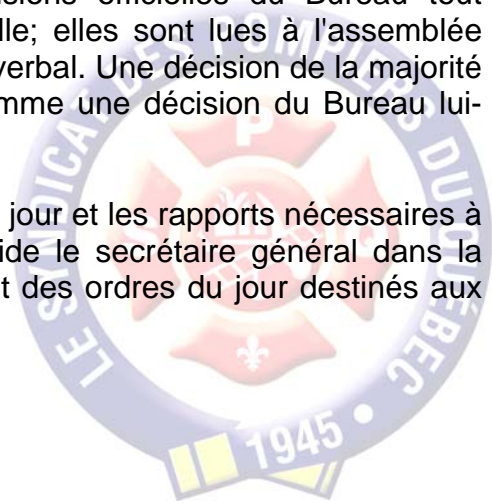 isions officielles du Bureau tout
lle; elles sont lues à l'assemblée
verbal. Une décision de la majorité
mme une décision du Bureau lui-
jour et les rapports nécessaires à
ide le secrétaire général dans la
t des ordres du jour destinés aux
LE SYNDICAT DES POMPIERS DU QUÉBEC
P
1945